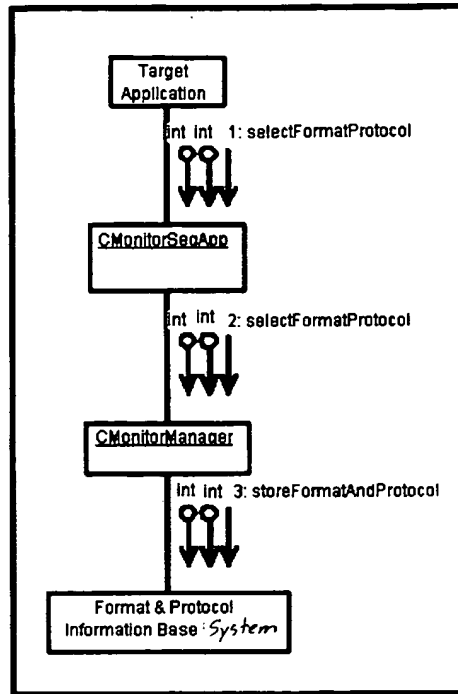 Target
Application
int int 1: selectFormatProtocol
CMonitorSeqApp
int int 2: selectFormatProtocol
CMonitorManager
int int 3: storeFormatAndProtocol
Format & Protocol
Information Base : System